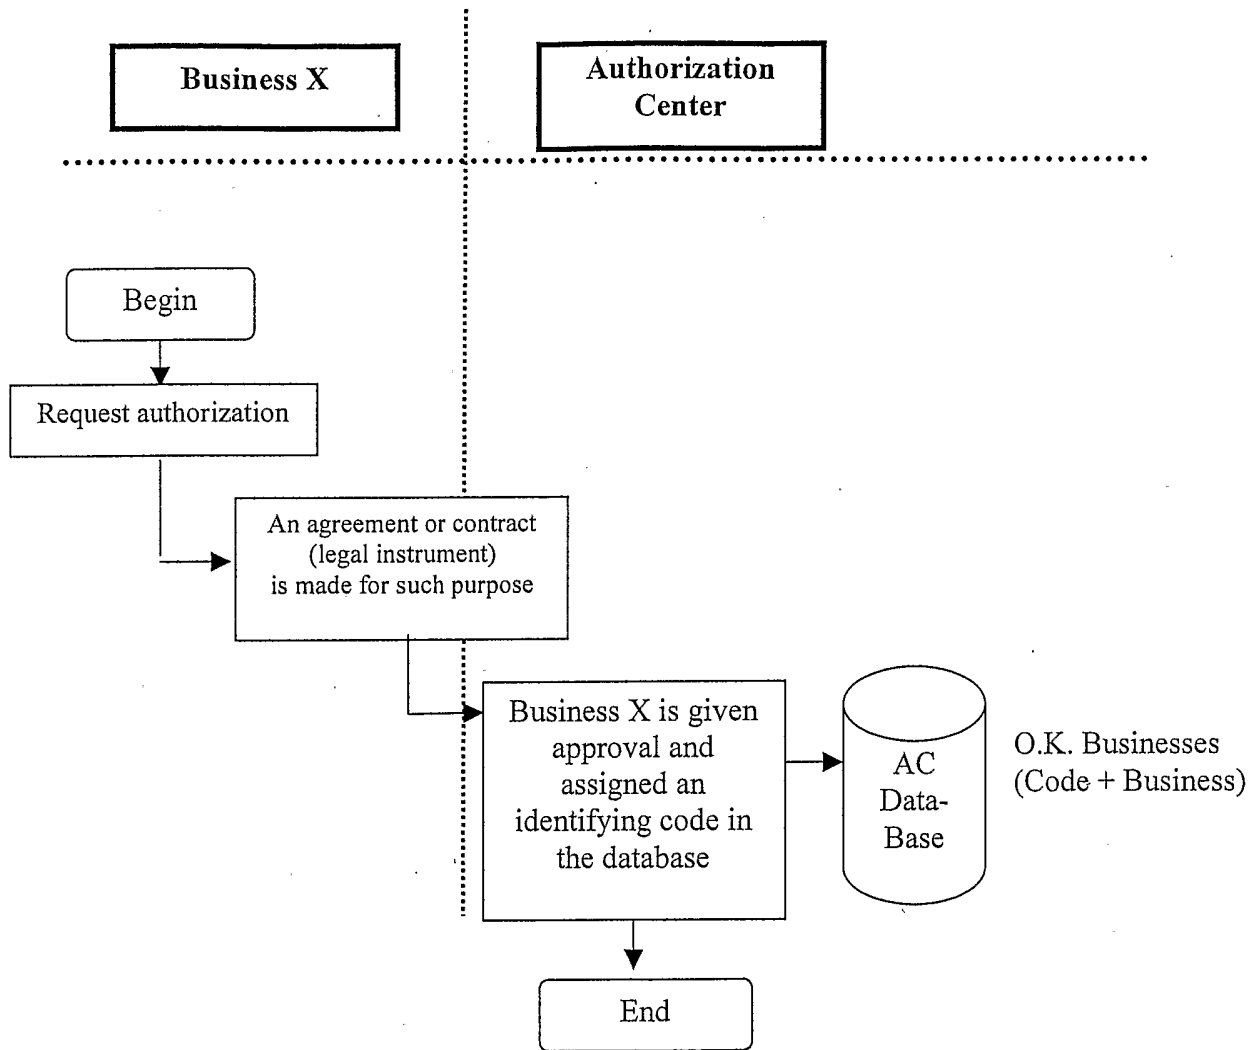 Business X
Authorization
Center
Begin
Request authorization
An agreement or contract
(legal instrument)
is made for such purpose
Business X is given
approval and
assigned an
identifying code in
the database
AC
Data-
Base
O.K. Businesses
(Code + Business)
End